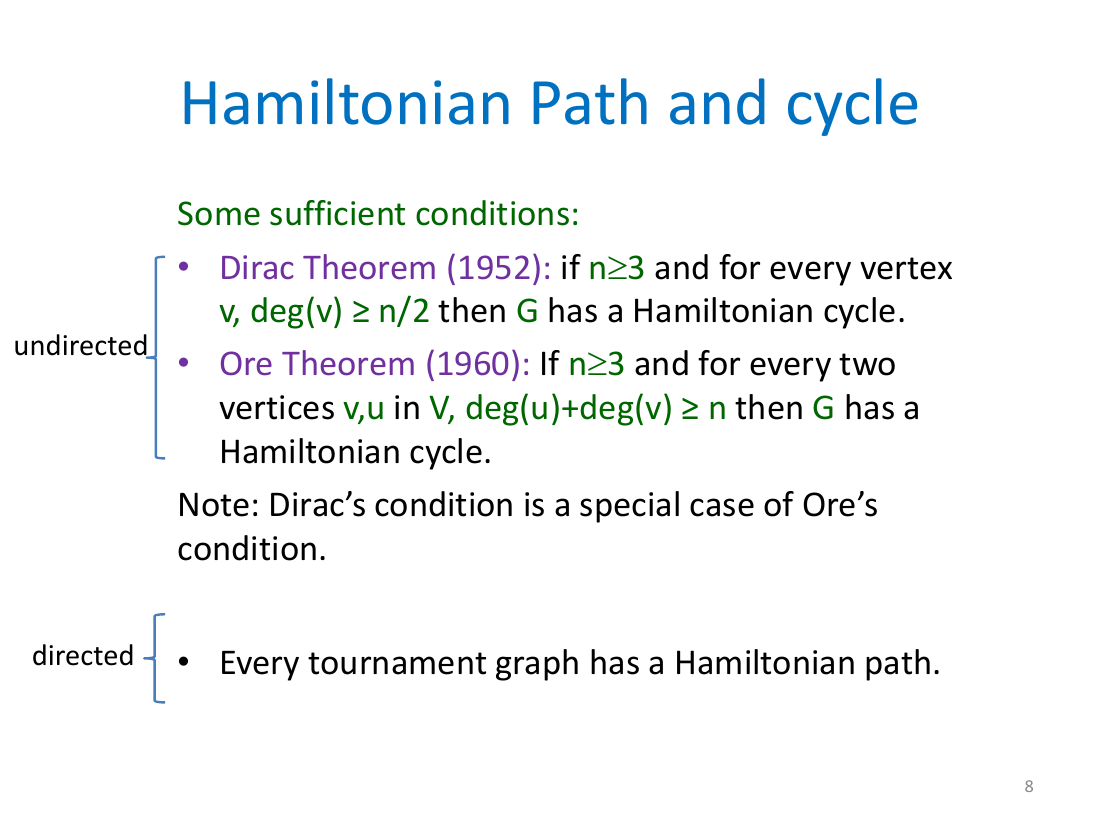 Hamiltonian Path and cycle
Some sufficient conditions:
• Dirac Theorem (1952): if n≥3 and for every vertex
v, deg(v) ≥ n/2 then G has a Hamiltonian cycle.
undirected
• Ore Theorem (1960): If n≥3 and for every two
vertices v,u in V, deg(u)+deg(v) ≥ n then G has a
Hamiltonian cycle.
Note: Dirac’s condition is a special case of Ore’s
condition.
directed
• Every tournament graph has a Hamiltonian path.
8